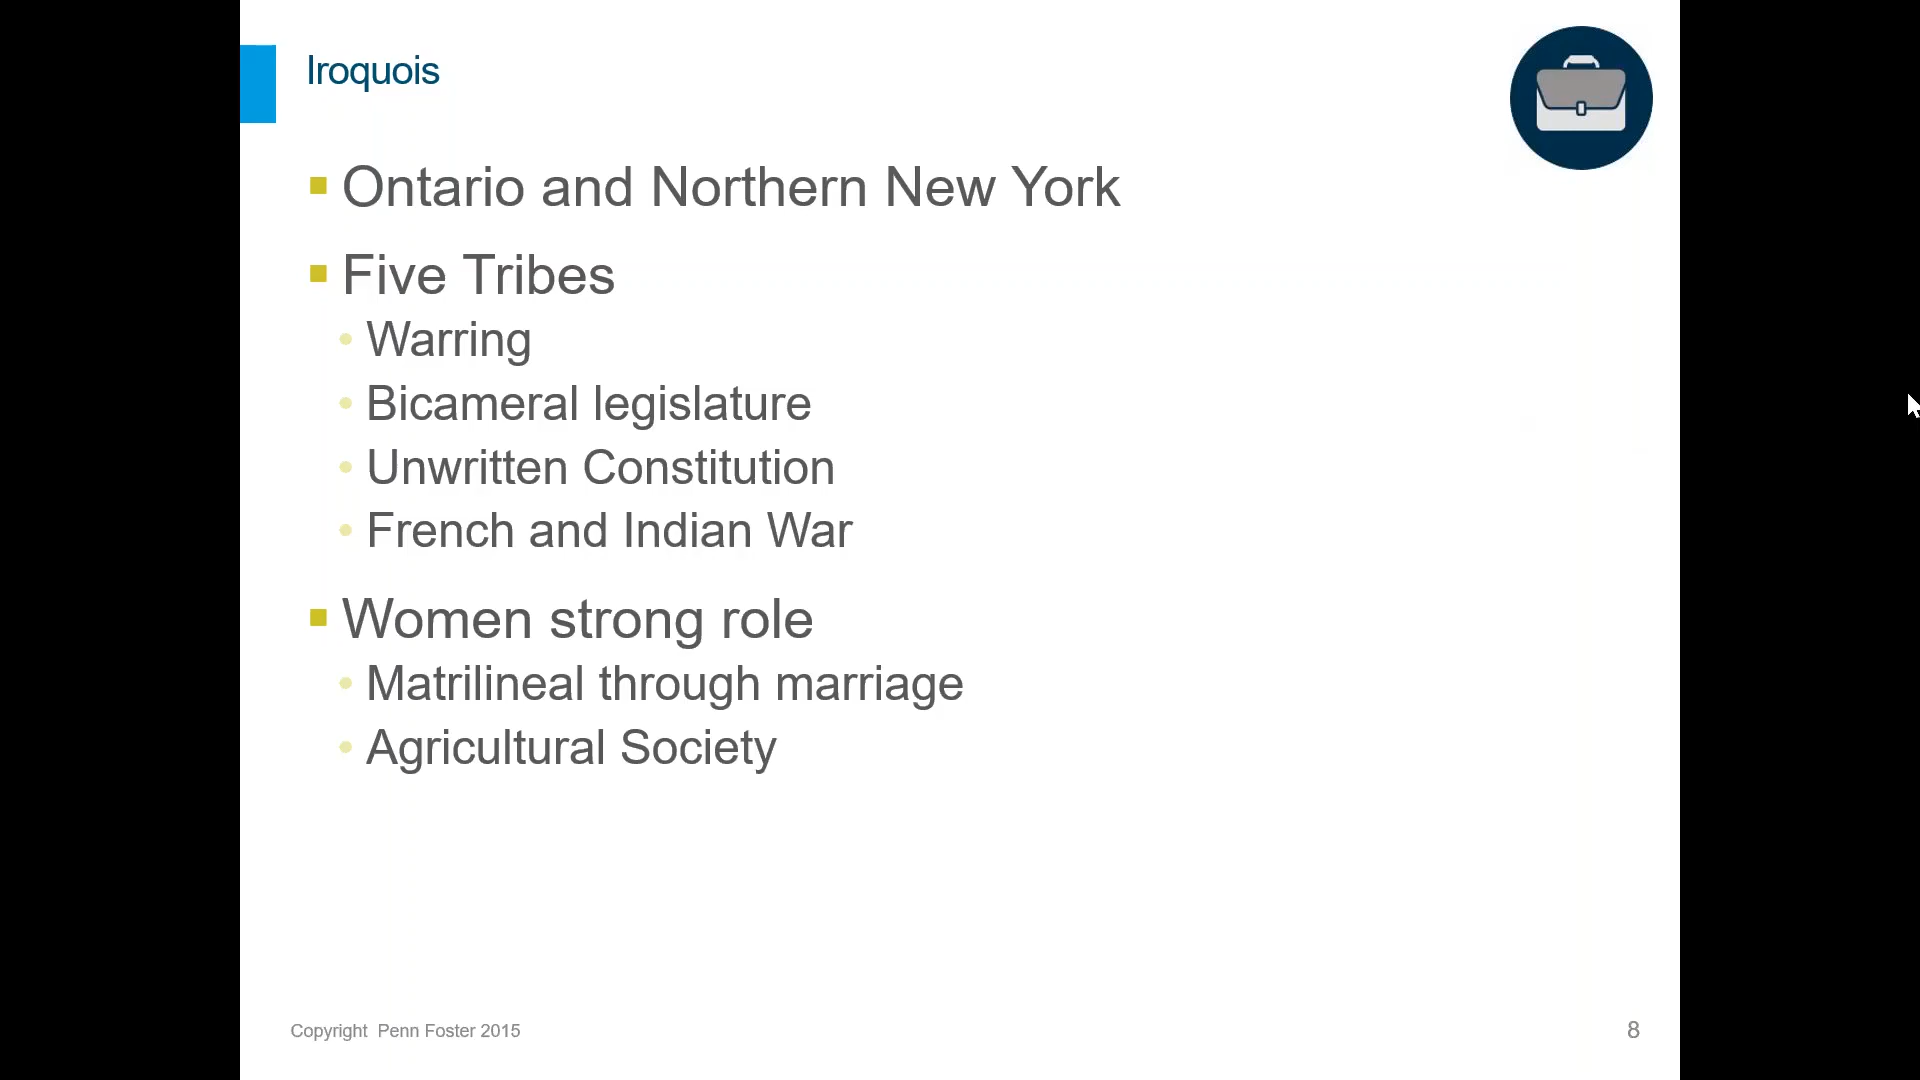 Iroquois
Ontario and Northern New York
Five Tribes
Warring
Bicameral legislature
Unwritten Constitution
French and Indian War
Women strong role
Matrilineal through marriage
Agricultural Society
Copyright Penn Foster 2015
8